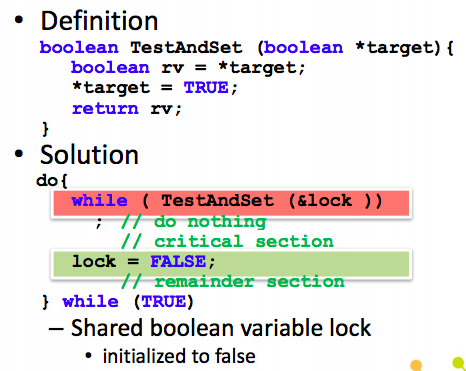 • Definition
boolean TestAndSet (boolean *target){
boolean rv = *target;
*target = TRUE;
return rv;
}
• Solution
do{
while ( TestAndSet (&lock ))
; // do nothing
// critical section
lock = FALSE;
// remainder section
} while (TRUE)
– Shared boolean variable lock
• initialized to false